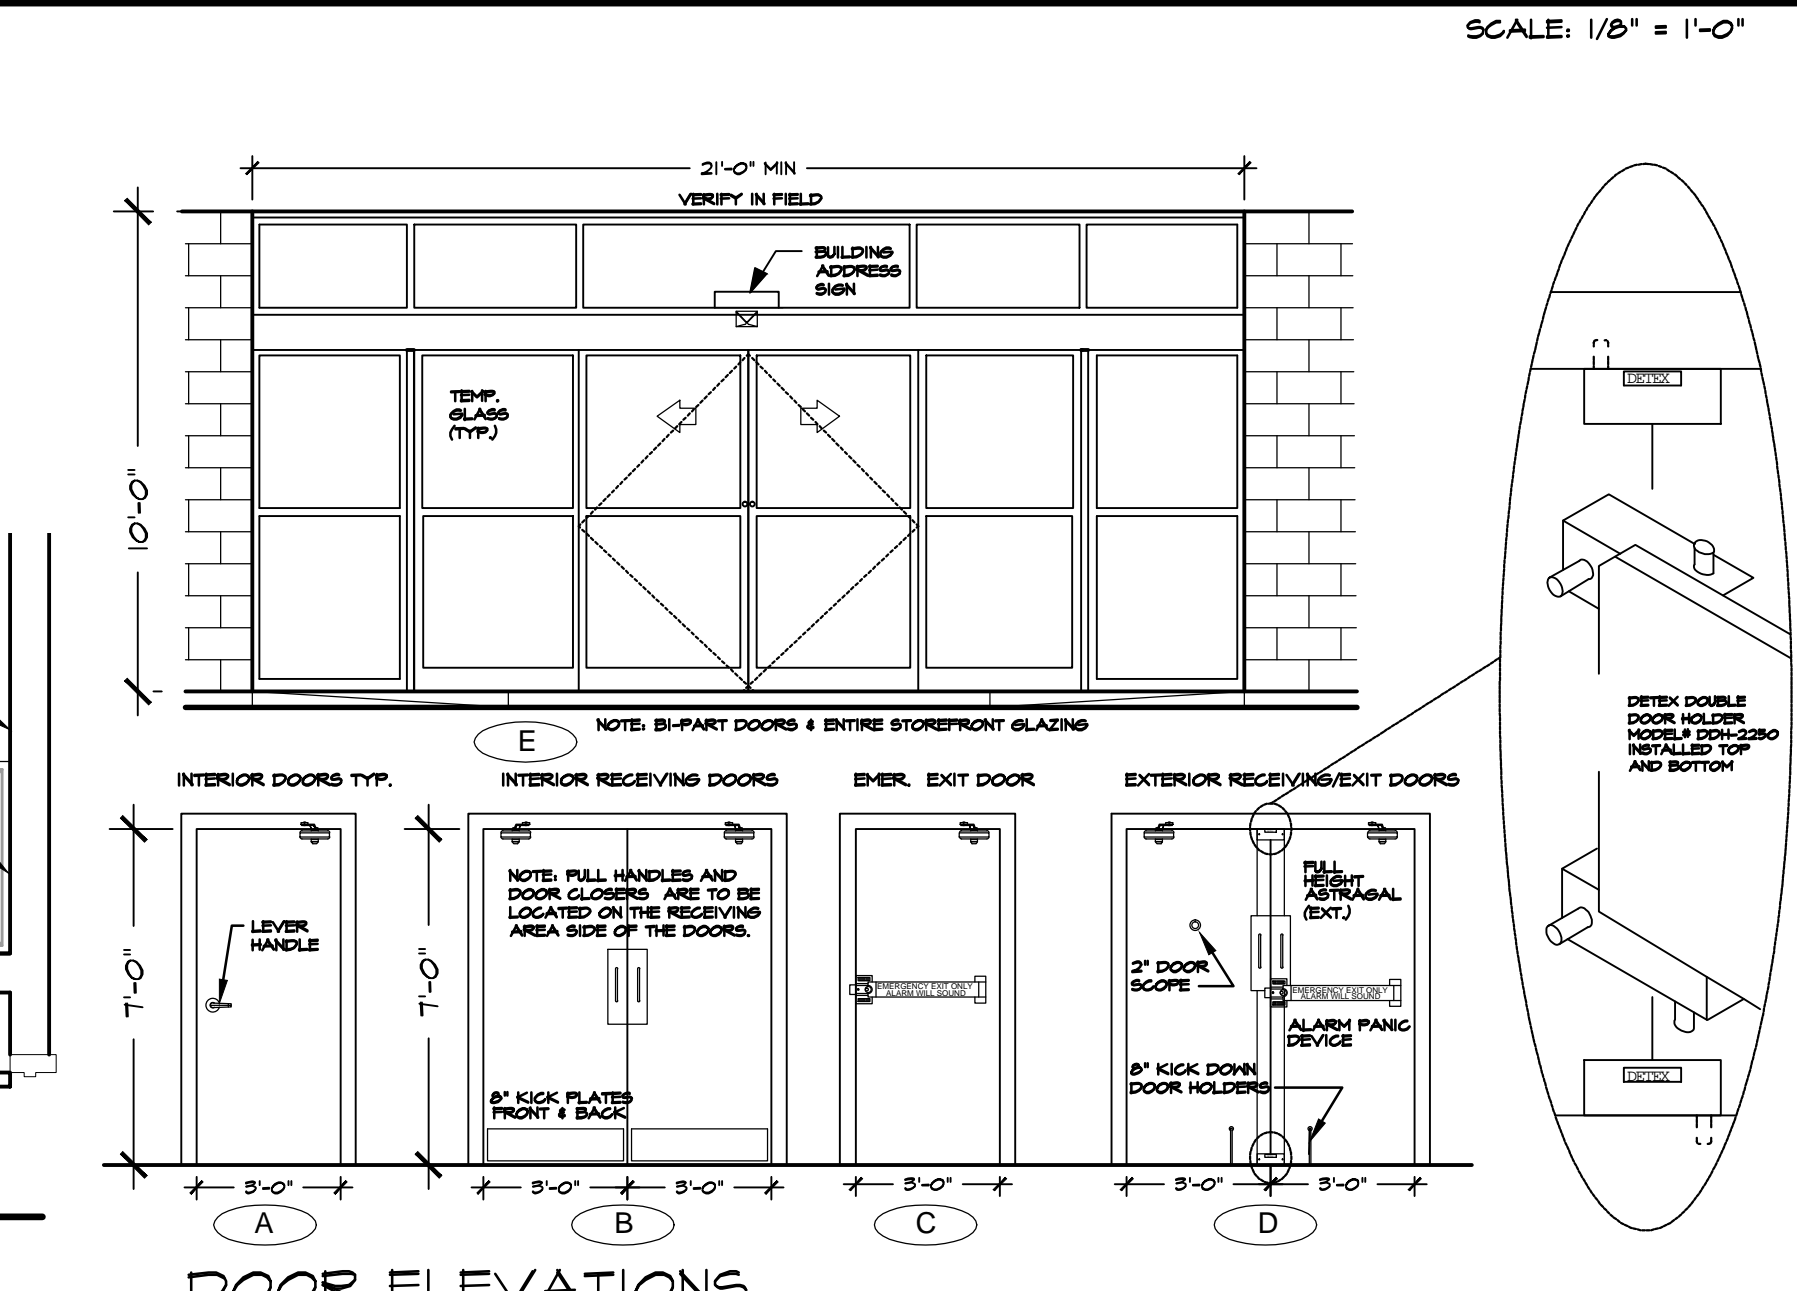 SCALE: 1/8" = 1'-0"
21'-0" MIN
VERIFY IN FIELD
BUILDING
ADDRESS
SIGN
TEMP.
GLASS
(TYP.)
10'-0"
DETEX
DETEX DOUBLE
DOOR HOLDER
MODEL# DDH-2250
INSTALLED TOP
AND BOTTOM
DETEX
E
NOTE: BI-PART DOORS & ENTIRE STOREFRONT GLAZING
INTERIOR DOORS TYP.
INTERIOR RECEIVING DOORS
EMER. EXIT DOOR
EXTERIOR RECEIVING/EXIT DOORS
7'-0"
LEVER
HANDLE
7'-0"
NOTE: PULL HANDLES AND
DOOR CLOSERS ARE TO BE
LOCATED ON THE RECEIVING
AREA SIDE OF THE DOORS.
8" KICK PLATES
FRONT & BACK
EMERGENCY EXIT ONLY
ALARM WILL SOUND
FULL
HEIGHT
ASTRAGAL
(EXT.)
2" DOOR
SCOPE
EMERGENCY EXIT ONLY
ALARM WILL SOUND
ALARM PANIC
DEVICE
8" KICK DOWN
DOOR HOLDERS
3'-0"
3'-0"
3'-0"
3'-0"
3'-0"
3'-0"
A
B
C
D
DOOR ELEVATIONS